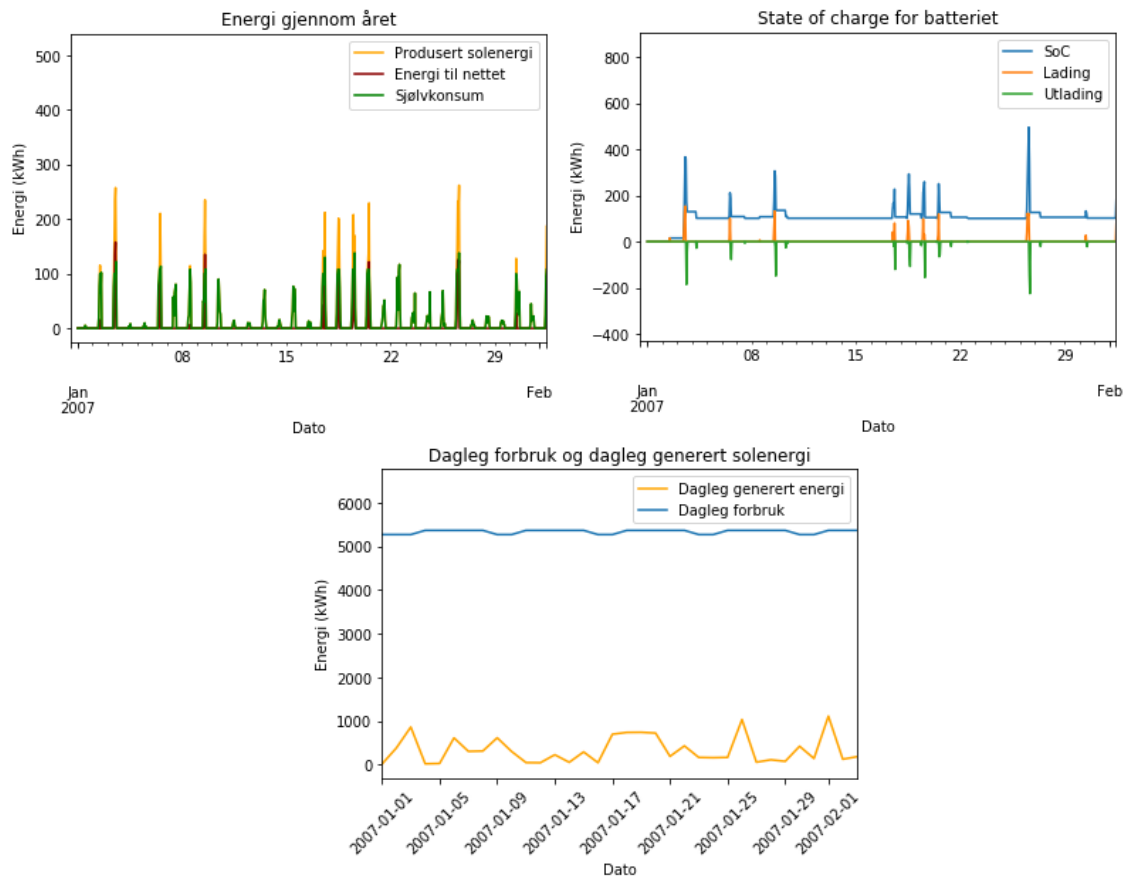 Energi gjennom året
Energi (kWh)
500
400
300
200
100
0
Produsert solenergi
Energi til nettet
Sjølvkonsum
08
15
22
29
Jan
2007
Feb
Dato
State of charge for batteriet
Energi (kWh)
800
600
400
200
0
−200
−400
SoC
Lading
Utlading
08
15
22
29
Jan
2007
Feb
Dato
Dagleg forbruk og dagleg generert solenergi
Energi (kWh)
6000
5000
4000
3000
2000
1000
0
Dagleg generert energi
Dagleg forbruk
2007-01-01
2007-01-05
2007-01-09
2007-01-13
2007-01-17
2007-01-21
2007-01-25
2007-01-29
2007-02-01
Dato